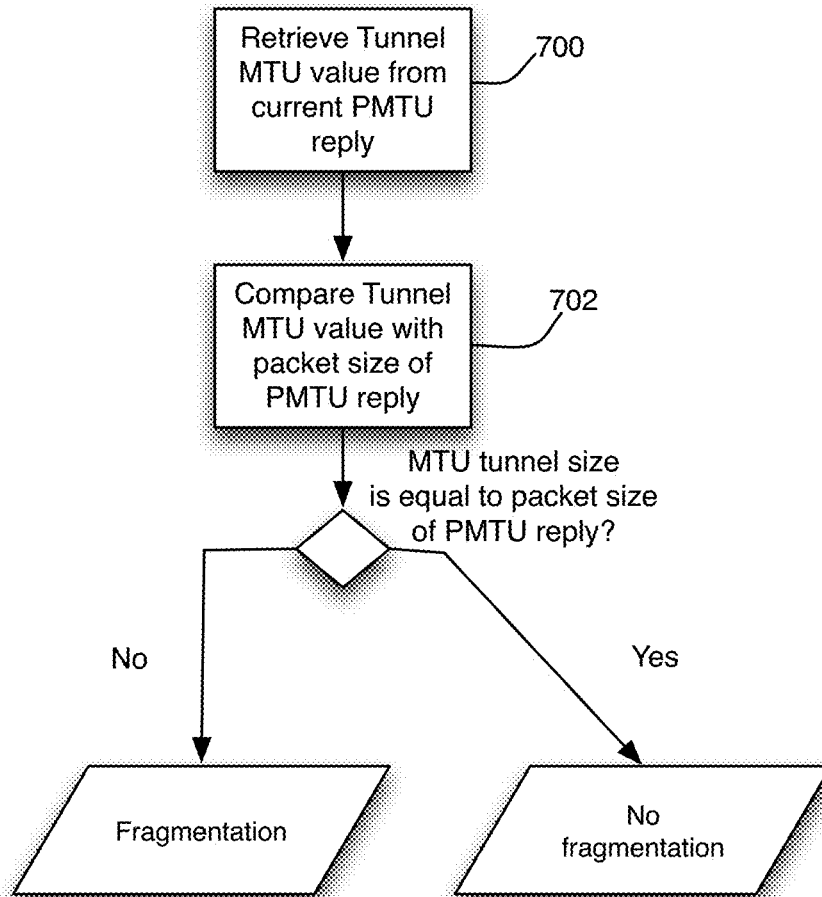 Retrieve Tunnel
MTU value from
current PMTU
reply
700
Compare Tunnel
MTU value with
packet size of
PMTU reply
702
MTU tunnel size
is equal to packet size
of PMTU reply?
No
Yes
Fragmentation
No
fragmentation